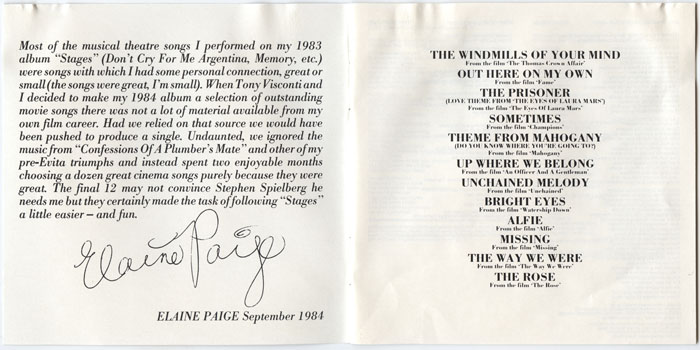 Most of the musical theatre songs I performed on my 1983
album "Stages" (Don't Cry For Me Argentina, Memory, etc.)
were songs with which I had some personal connection, great or
small (the songs were great, I'm small). When Tony Visconti and
I decided to make my 1984 album a selection of outstanding
movie songs there was not a lot of material available from my
own film career. Had we relied on that source we would have
been pushed to produce a single. Undaunted, we ignored the
music from "Confessions Of A Plumber's Mate" and other of my
pre-Evita triumphs and instead spent two enjoyable months
choosing a dozen great cinema songs purely because they were
great. The final 12 may not convince Stephen Spielberg he
needs me but they certainly made the task of following "Stages"
a little easier – and fun.
Elaine Paige
ELAINE PAIGE September 1984
THE WINDMILLS OF YOUR MIND
From the film 'The Thomas Crown Affair'
OUT HERE ON MY OWN
From the film 'Fame'
THE PRISONER
(LOVE THEME FROM 'THE EYES OF LAURA MARS')
From the film 'The Eyes Of Laura Mars'
SOMETIMES
From the film 'Champions'
THEME FROM MAHOGANY
(DO YOU KNOW WHERE YOU'RE GOING TO?)
From the film 'Mahogany'
UP WHERE WE BELONG
From the film 'An Officer And A Gentleman'
UNCHAINED MELODY
From the film 'Unchained'
BRIGHT EYES
From the film 'Watership Down'
ALFIE
From the film 'Alfie'
MISSING
From the film 'Missing'
THE WAY WE WERE
From the film 'The Way We Were'
THE ROSE
From the film 'The Rose'